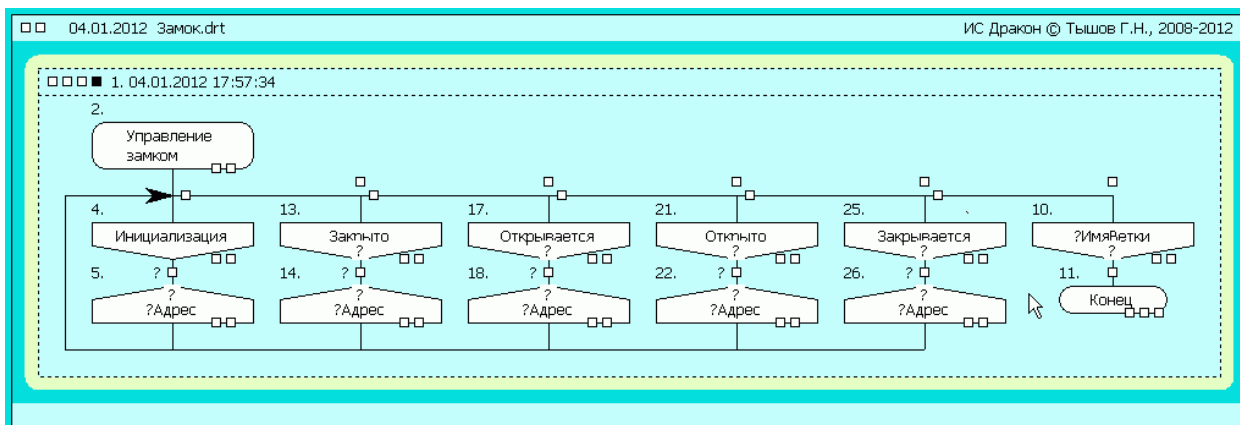 04.01.2012 Замок.drt
ИС Дракон © Тышов Г.Н., 2008-2012
1. 04.01.2012 17:57:34
2.
Управление
замком
4. 13. 17. 21. 25. 10.
Инициализация Закрыто Открывается Открыто Закрывается ?ИмяВетки
? ? ? ? ?
5. ? 14. ? 18. ? 22. ? 26. ? 11.
? ? ? ? ?
?Адрес ?Адрес ?Адрес ?Адрес ?Адрес Конец